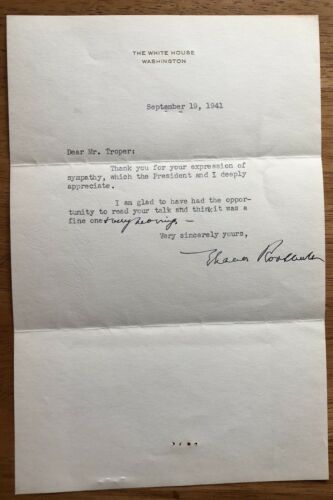 THE WHITE HOUSE
WASHINGTON
September 19, 1941
Dear Mr. Troper:
Thank you for your expression of
sympathy, which the President and I deeply
appreciate.
I am glad to have had the oppor-
tunity to read your talk and think it was a
fine one & very moving -
Very sincerely yours,
Eleanor Roosevelt